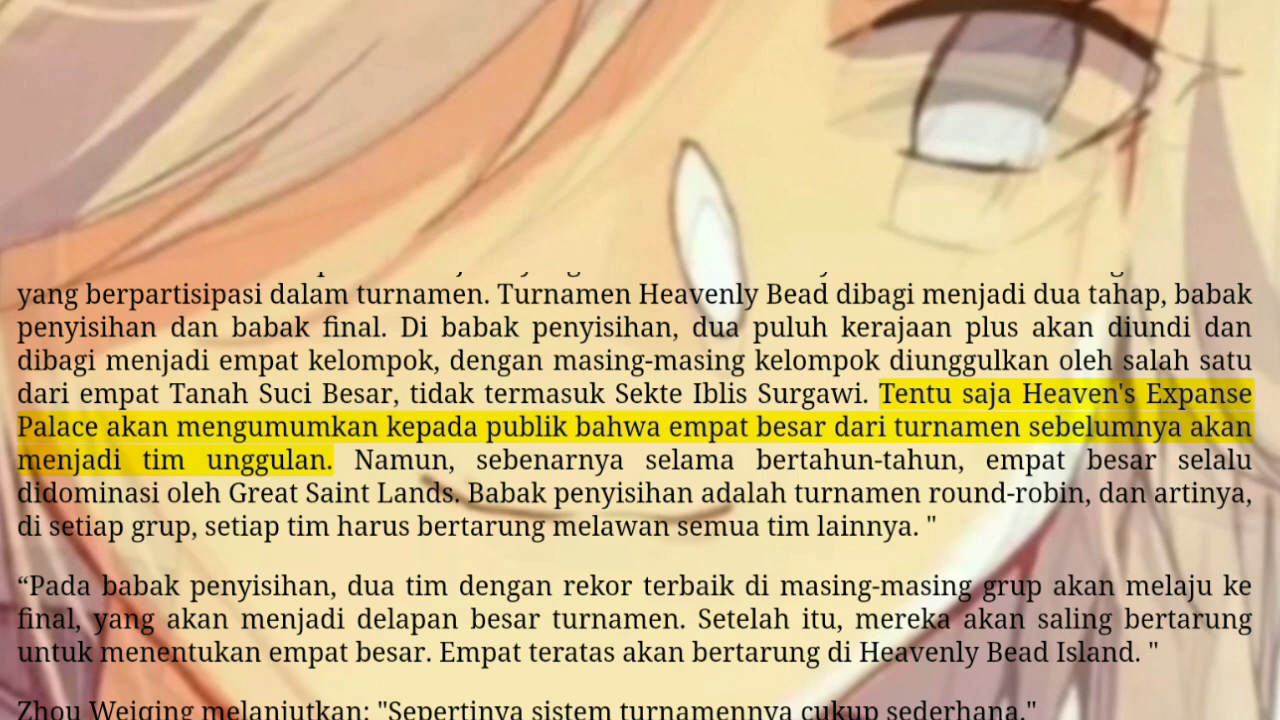 yang berpartisipasi dalam turnamen. Turnamen Heavenly Bead dibagi menjadi dua tahap, babak
penyisihan dan babak final. Di babak penyisihan, dua puluh kerajaan plus akan diundi dan
dibagi menjadi empat kelompok, dengan masing-masing kelompok diunggulkan oleh salah satu
dari empat Tanah Suci Besar, tidak termasuk Sekte Iblis Surgawi. Tentu saja Heaven's Expanse
Palace akan mengumumkan kepada publik bahwa empat besar dari turnamen sebelumnya akan
menjadi tim unggulan. Namun, sebenarnya selama bertahun-tahun, empat besar selalu
didominasi oleh Great Saint Lands. Babak penyisihan adalah turnamen round-robin, dan artinya,
di setiap grup, setiap tim harus bertarung melawan semua tim lainnya. "
“Pada babak penyisihan, dua tim dengan rekor terbaik di masing-masing grup akan melaju ke
final, yang akan menjadi delapan besar turnamen. Setelah itu, mereka akan saling bertarung
untuk menentukan empat besar. Empat teratas akan bertarung di Heavenly Bead Island. "
Zhou Weiqing melanjutkan: "Sepertinya sistem turnamennya cukup sederhana."